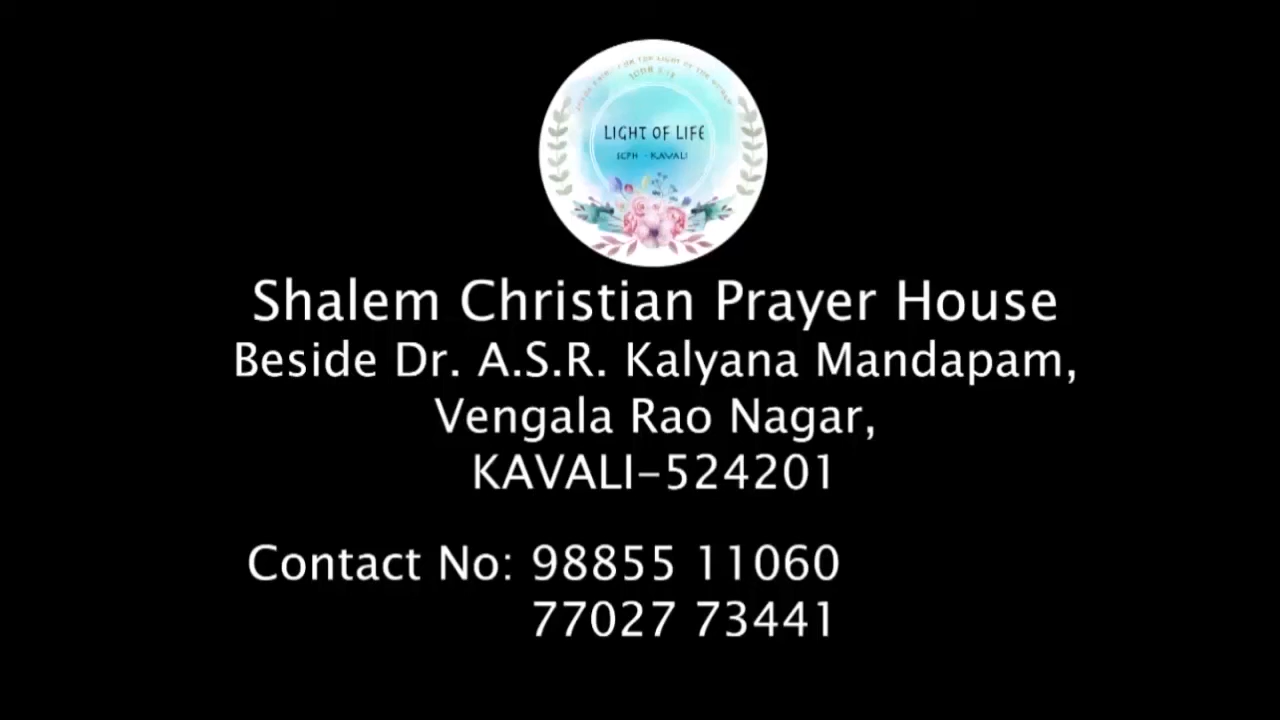 LIGHT OF LIFE
SCPH - KAVALI
Shalem Christian Prayer House
Beside Dr. A.S.R. Kalyana Mandapam,
Vengala Rao Nagar,
KAVALI-524201
Contact No: 98855 11060
77027 73441